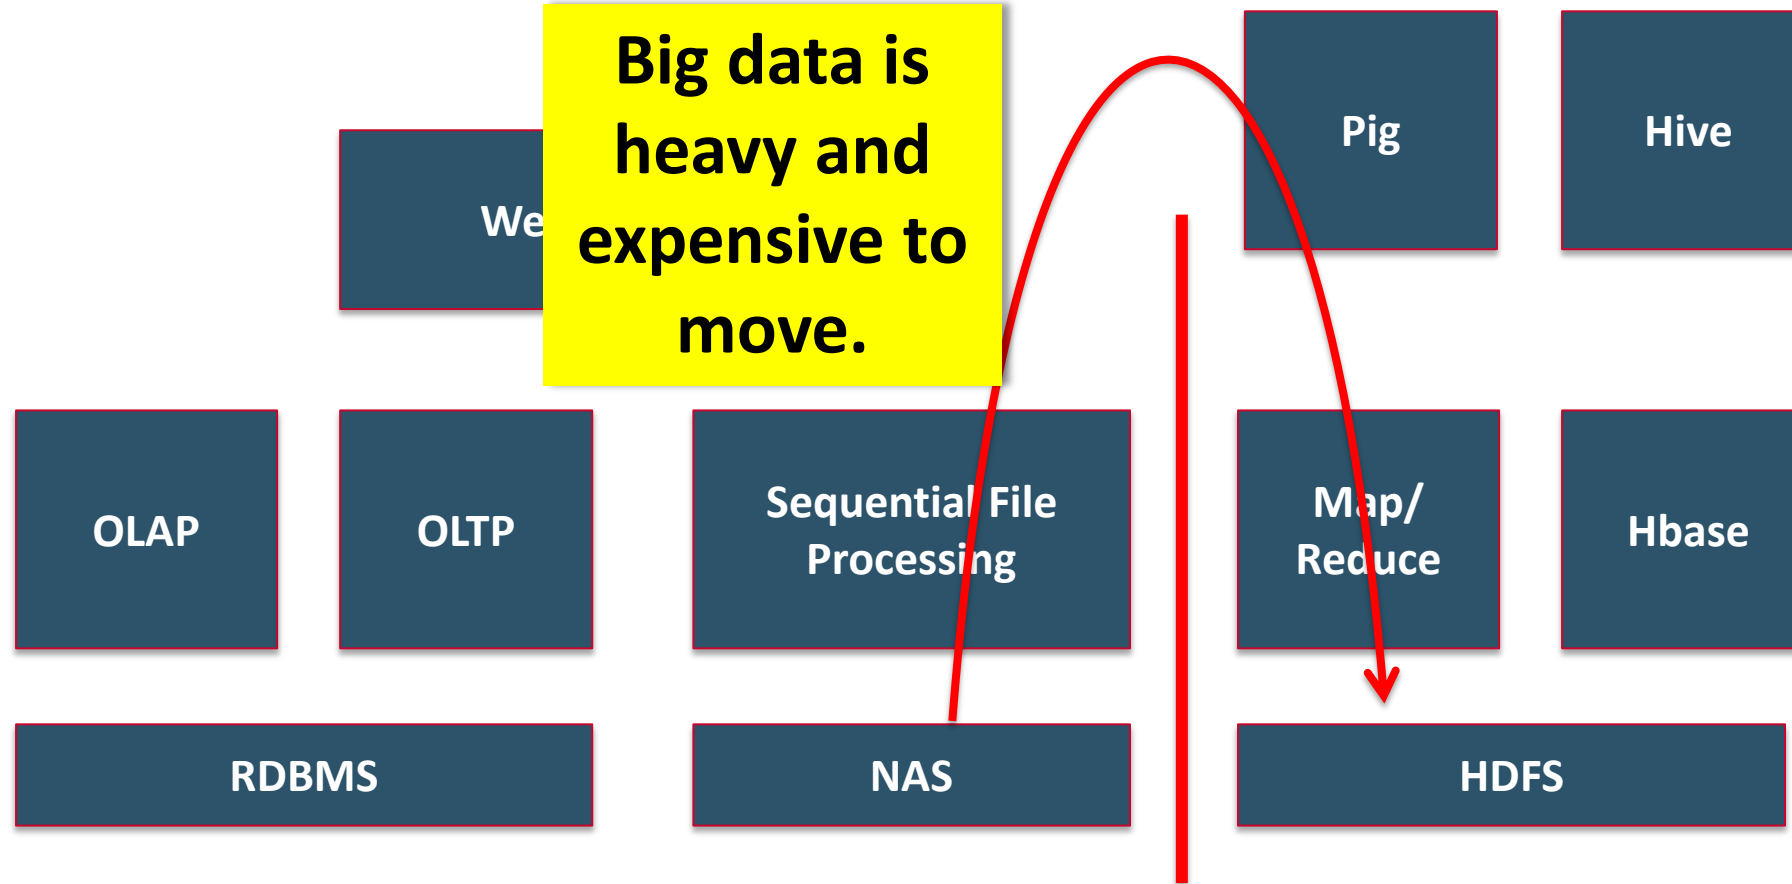 Big data is
heavy and
expensive to
move.
Pig
Hive
We
OLAP
OLTP
Sequential File
Processing
Map/
Reduce
Hbase
RDBMS
NAS
HDFS